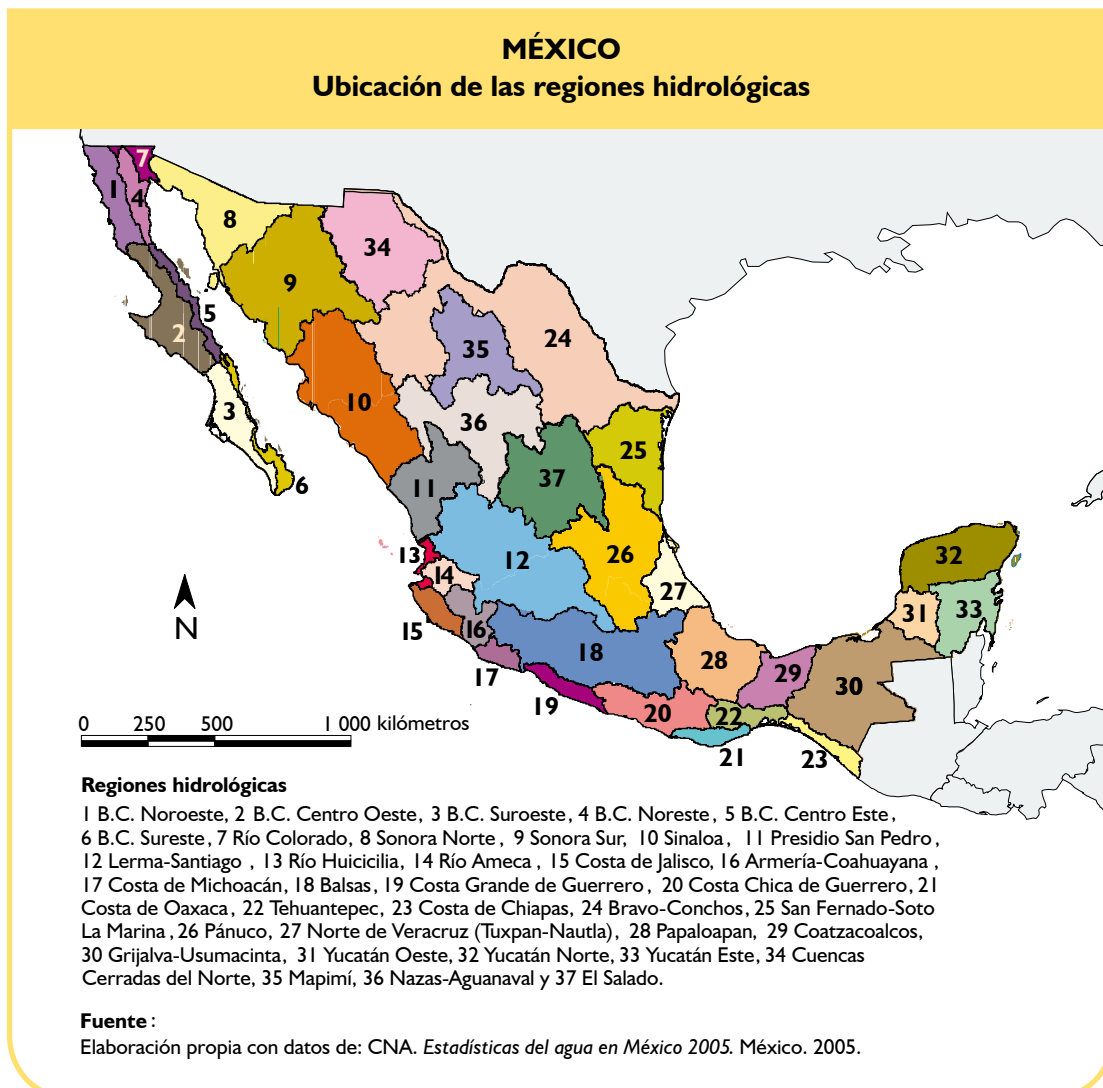 MÉXICO
Ubicación de las regiones hidrológicas
7
1
4
8
34
9
5
2
35
24
10
3
36
25
6
11
37
13
12
26
32
14
27
31
33
N
15
16
18
28
17
29
30
19
20
22
21
23
0 250 500 1 000 kilómetros
Regiones hidrológicas
1 B.C. Noroeste, 2 B.C. Centro Oeste, 3 B.C. Suroeste, 4 B.C. Noreste, 5 B.C. Centro Este,
6 B.C. Sureste, 7 Río Colorado, 8 Sonora Norte, 9 Sonora Sur, 10 Sinaloa, 11 Presidio San Pedro,
12 Lerma-Santiago, 13 Río Huicicilia, 14 Río Ameca, 15 Costa de Jalisco, 16 Armería-Coahuayana,
17 Costa de Michoacán, 18 Balsas, 19 Costa Grande de Guerrero, 20 Costa Chica de Guerrero, 21
Costa de Oaxaca, 22 Tehuantepec, 23 Costa de Chiapas, 24 Bravo-Conchos, 25 San Fernado-Soto
La Marina, 26 Pánuco, 27 Norte de Veracruz (Tuxpan-Nautla), 28 Papaloapan, 29 Coatzacoalcos,
30 Grijalva-Usumacinta, 31 Yucatán Oeste, 32 Yucatán Norte, 33 Yucatán Este, 34 Cuencas
Cerradas del Norte, 35 Mapimí, 36 Nazas-Aguanaval y 37 El Salado.
Fuente:
Elaboración propia con datos de: CNA. Estadísticas del agua en México 2005. México. 2005.